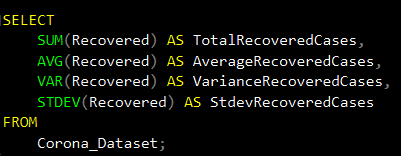 SELECT
SUM(Recovered) AS TotalRecoveredCases,
AVG(Recovered) AS AverageRecoveredCases,
VAR(Recovered) AS VarianceRecoveredCases,
STDEV(Recovered) AS StdevRecoveredCases
FROM
Corona_Dataset;